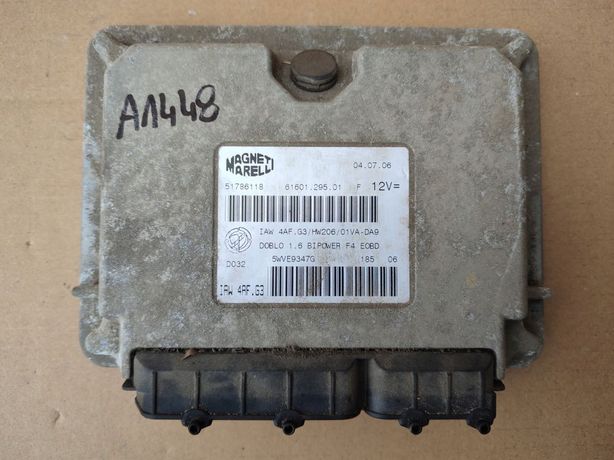 A1448
MAGNETI
MARELLI
04.07.06
51786118 61601.295.01 F 12V=
IAW 4AF.G3/HW206/01VA-DA9
DOBLO 1.6 BIPOWER F4 EOBD
5WVE9347G 185 06
D032
IAW 4AF.G3